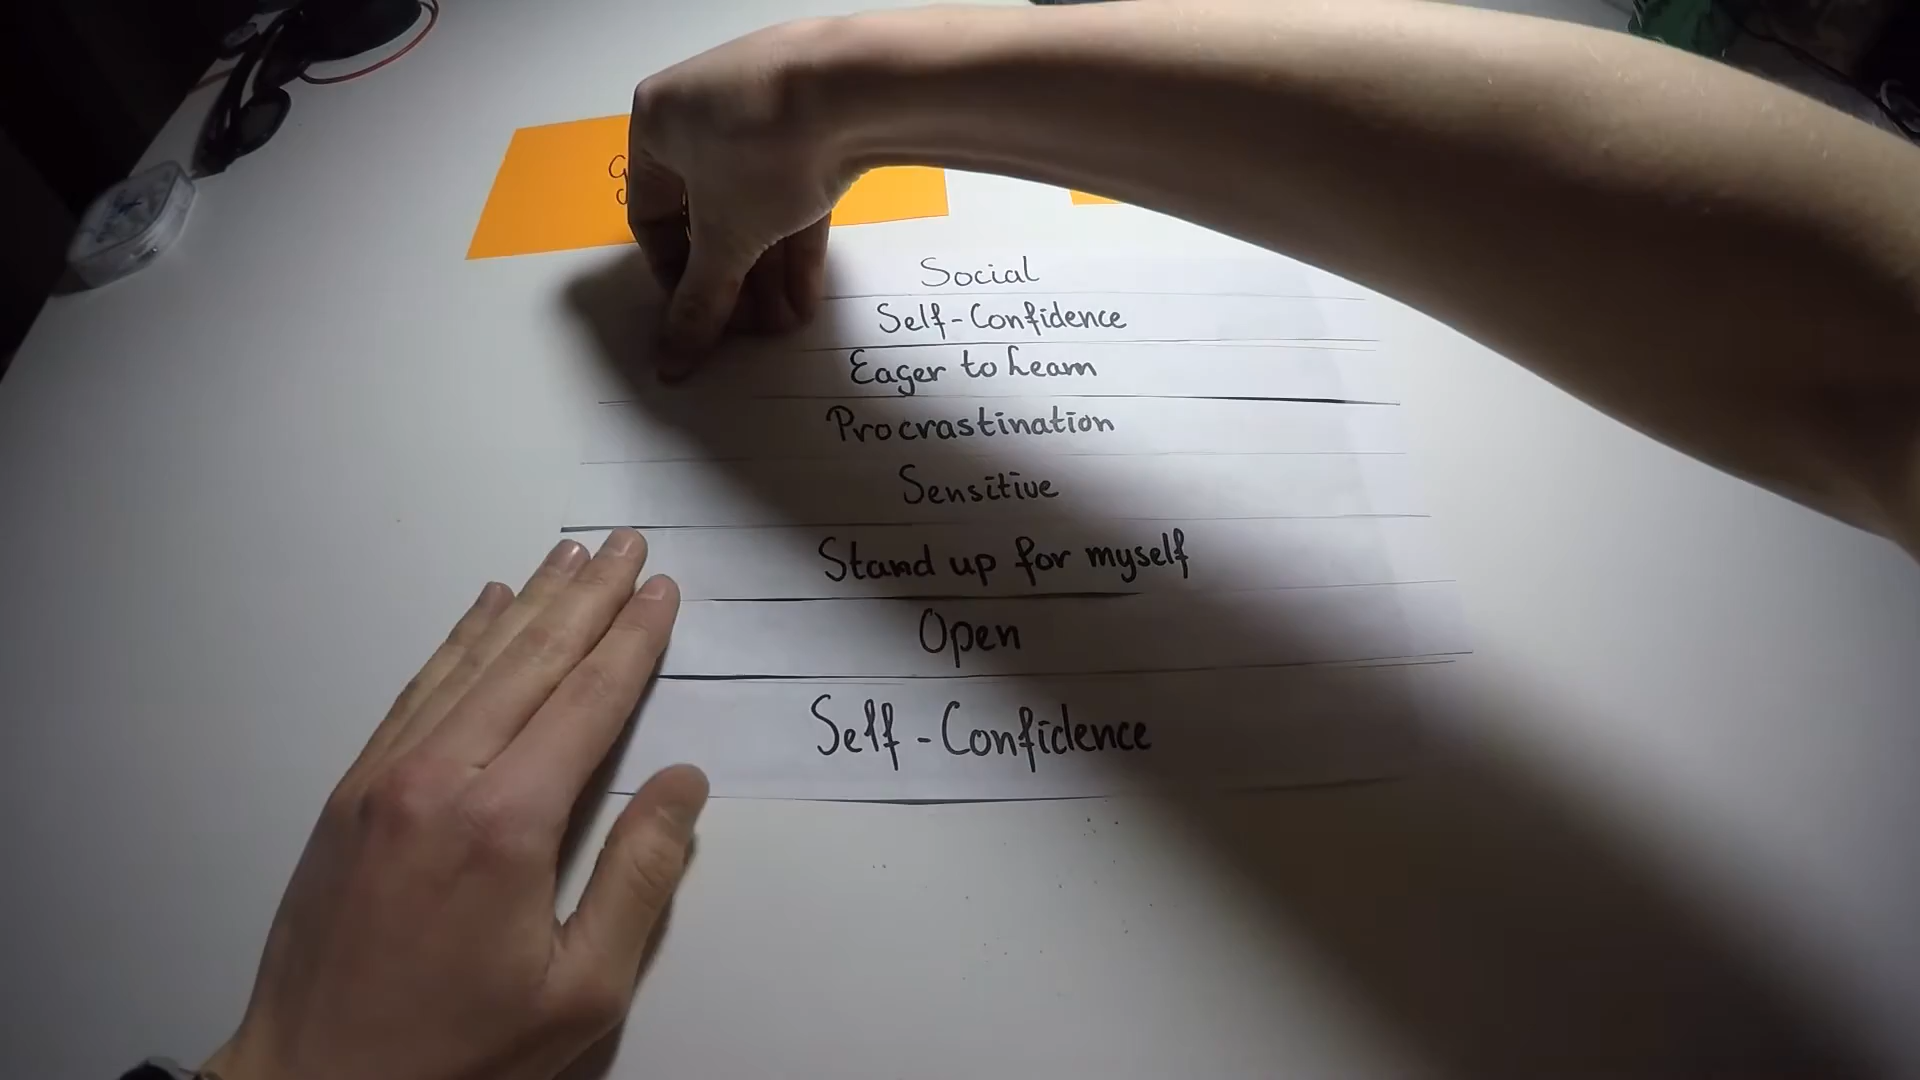 Social
Self-Confidence
Eager to Learn
Procrastination
Sensitive
Stand up for myself
Open
Self-Confidence